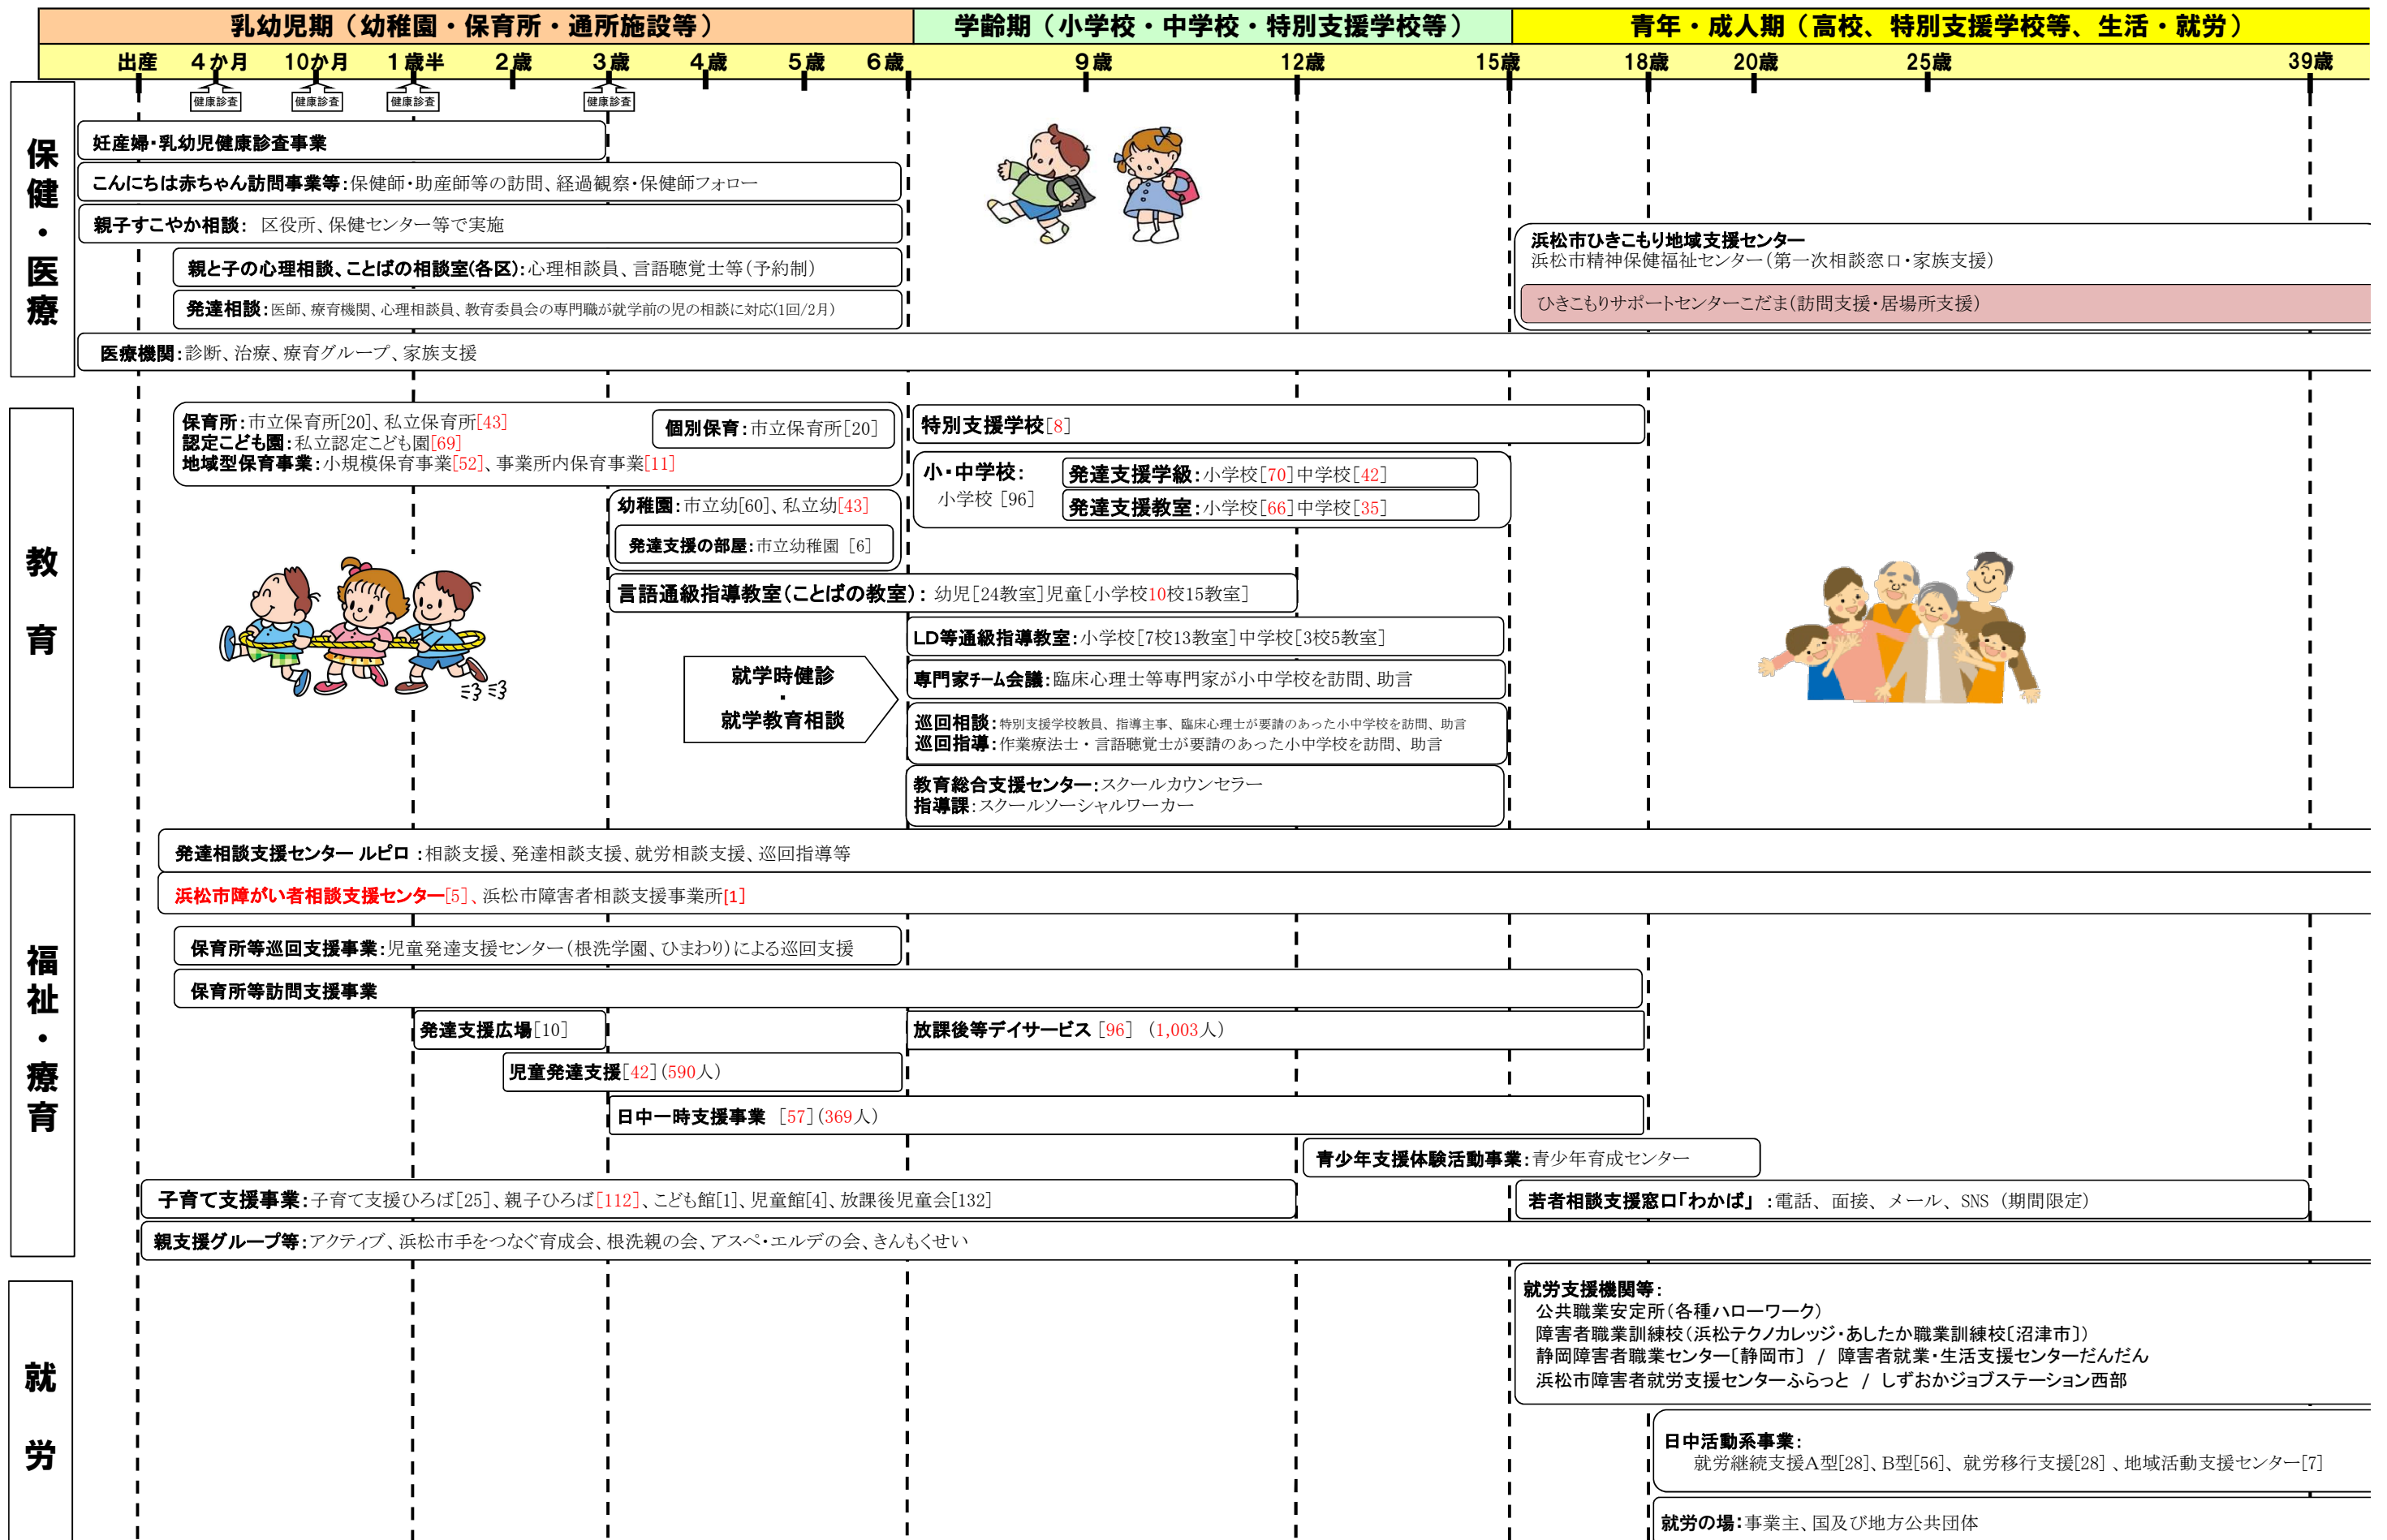 乳幼児期（幼稚園・保育所・通所施設等）
学齢期（小学校・中学校・特別支援学校等）
青年・成人期（高校、特別支援学校等、生活・就労）
出産 ４か月 10か月 １歳半 ２歳 ３歳 ４歳 ５歳 ６歳 ９歳 12歳 15歳 18歳 20歳 25歳 39歳
健康診査 健康診査 健康診査 健康診査
保健・医療
妊産婦・乳幼児健康診査事業
こんにちは赤ちゃん訪問事業等：保健師・助産師等の訪問、経過観察・保健師フォロー
親子すこやか相談： 区役所、保健センター等で実施
親と子の心理相談、ことばの相談室(各区)：心理相談員、言語聴覚士等（予約制）
発達相談：医師、療育機関、心理相談員、教育委員会の専門職が就学前の児の相談に対応(1回/2月)
浜松市ひきこもり地域支援センター
浜松市精神保健福祉センター（第一次相談窓口・家族支援）
ひきこもりサポートセンターこだま(訪問支援・居場所支援)
医療機関：診断、治療、療育グループ、家族支援
教育
保育所：市立保育所[20]、私立保育所[43]
認定こども園：私立認定こども園[69]
地域型保育事業：小規模保育事業[52]、事業所内保育事業[11]
個別保育：市立保育所[20]
特別支援学校[8]
小・中学校：
小学校 [96]
発達支援学級：小学校[70]中学校[42]
発達支援教室：小学校[66]中学校[35]
幼稚園：市立幼[60]、私立幼[43]
発達支援の部屋：市立幼稚園 [6]
言語通級指導教室（ことばの教室）： 幼児[24教室]児童[小学校10校15教室]
ＬＤ等通級指導教室：小学校[7校13教室]中学校[3校5教室]
就学時健診
・
就学教育相談
専門家チーム会議：臨床心理士等専門家が小中学校を訪問、助言
巡回相談：特別支援学校教員、指導主事、臨床心理士が要請のあった小中学校を訪問、助言
巡回指導：作業療法士・言語聴覚士が要請のあった小中学校を訪問、助言
教育総合支援センター：スクールカウンセラー
指導課：スクールソーシャルワーカー
福祉・療育
発達相談支援センター ルピロ ：相談支援、発達相談支援、就労相談支援、巡回指導等
浜松市障がい者相談支援センター[5]、浜松市障害者相談支援事業所[1]
保育所等巡回支援事業：児童発達支援センター（根洗学園、ひまわり）による巡回支援
保育所等訪問支援事業
発達支援広場[10]
放課後等デイサービス [96] （1,003人）
児童発達支援[42]（590人）
日中一時支援事業 [57]（369人）
青少年支援体験活動事業：青少年育成センター
子育て支援事業：子育て支援ひろば[25]、親子ひろば[112]、こども館[1]、児童館[4]、放課後児童会[132]
若者相談支援窓口「わかば」 ：電話、面接、メール、SNS（期間限定）
親支援グループ等：アクティブ、浜松市手をつなぐ育成会、根洗親の会、アスペ・エルデの会、きんもくせい
就労
就労支援機関等：
公共職業安定所（各種ハローワーク）
障害者職業訓練校（浜松テクノカレッジ・あしたか職業訓練校〔沼津市〕）
静岡障害者職業センター〔静岡市〕 / 障害者就業・生活支援センターだんだん
浜松市障害者就労支援センターふらっと / しずおかジョブステーション西部
日中活動系事業：
就労継続支援Ａ型[28]、Ｂ型[56]、就労移行支援[28] 、地域活動支援センター[7]
就労の場：事業主、国及び地方公共団体